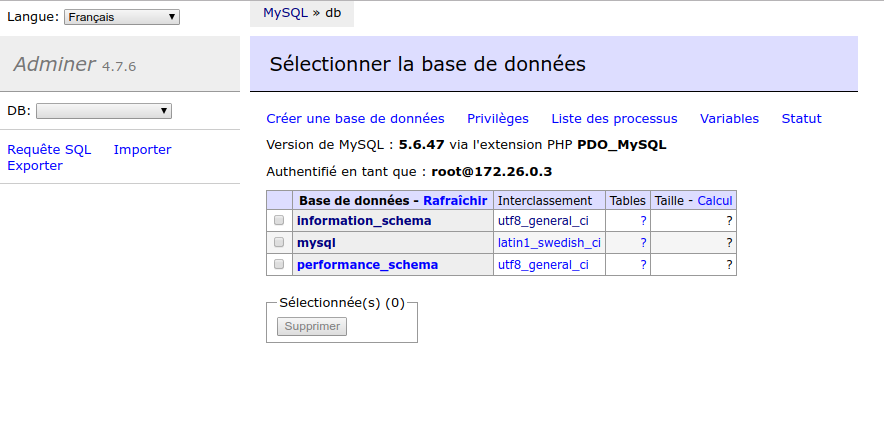 Langue: Français
MySQL » db
Adminer 4.7.6
Sélectionner la base de données
DB:
Requête SQL Importer
Exporter
Créer une base de données Privilèges Liste des processus Variables Statut
Version de MySQL : 5.6.47 via l'extension PHP PDO_MySQL
Authentifié en tant que : root@172.26.0.3
Base de données - Rafraîchir Interclassement Tables Taille - Calcul
information_schema utf8_general_ci ? ?
mysql latin1_swedish_ci ? ?
performance_schema utf8_general_ci ? ?
Sélectionnée(s) (0)
Supprimer